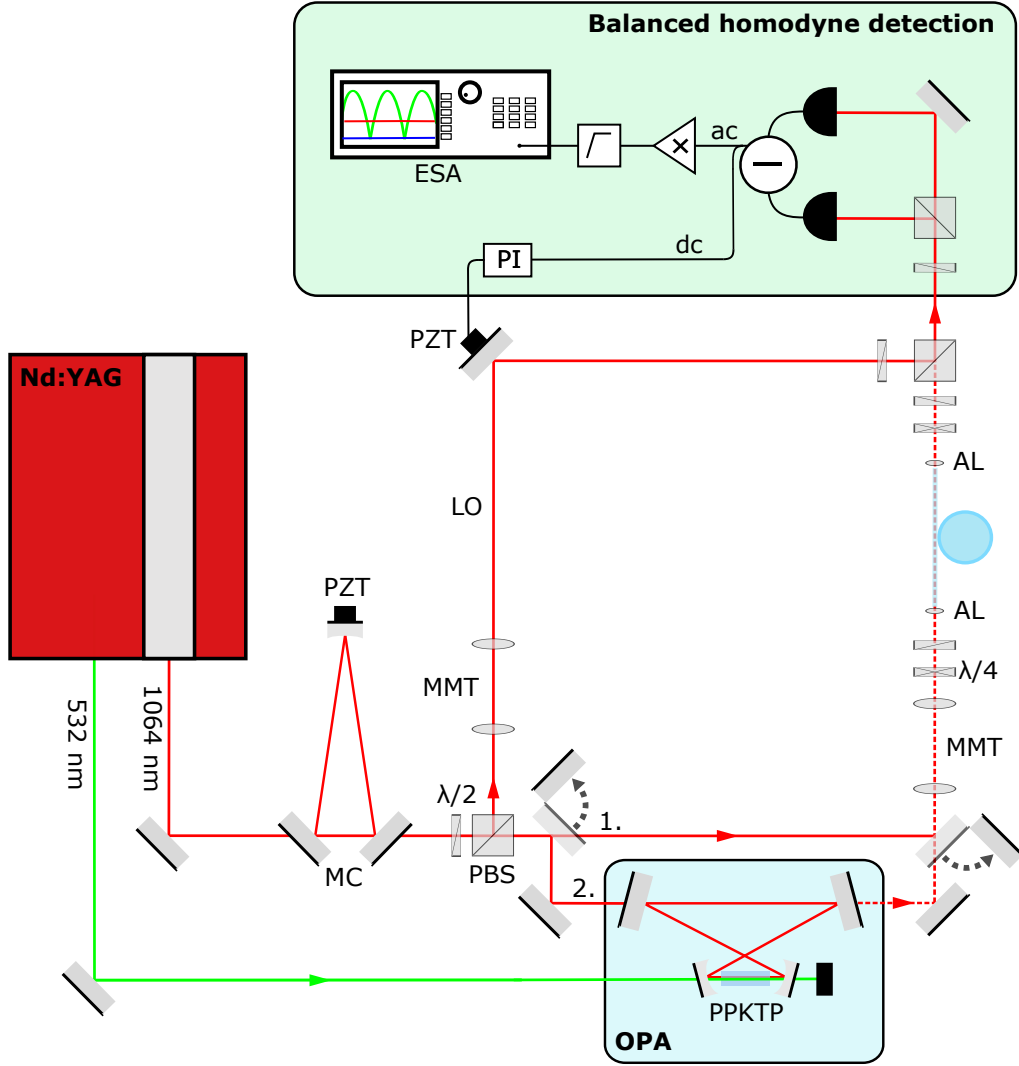 Balanced homodyne detection
ESA
ac
dc
PI
PZT
Nd:YAG
AL
LO
PZT
AL
λ/4
MMT
532 nm
1064 nm
MMT
λ/2
1.
MC
PBS
2.
PPKTP
OPA